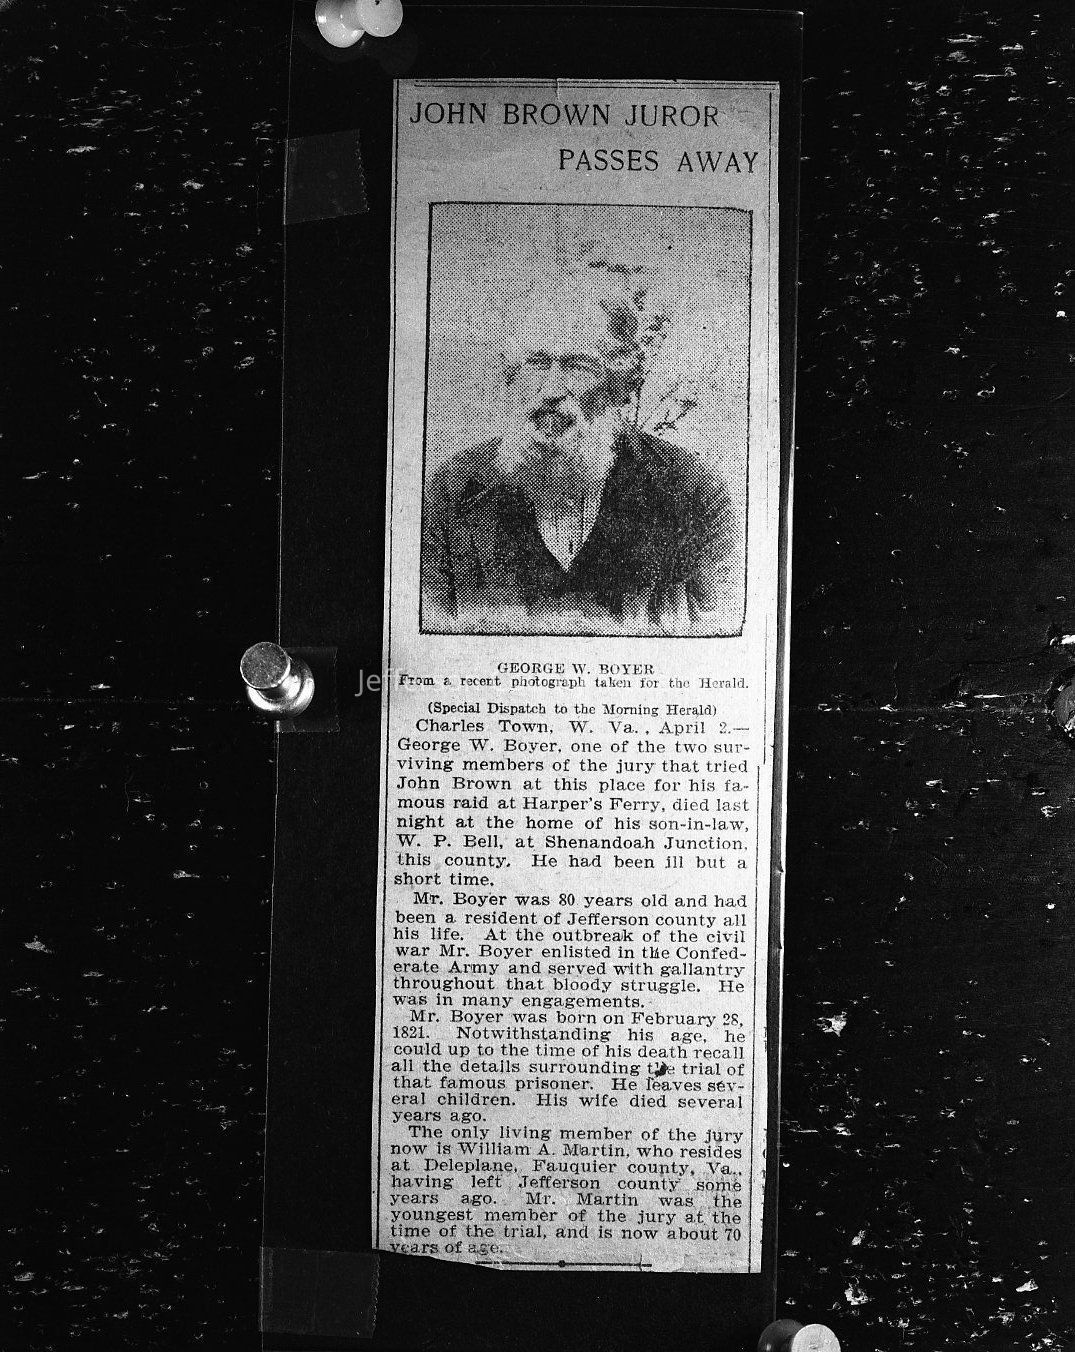 JOHN BROWN JUROR
PASSES AWAY
GEORGE W. BOYER
From a recent photograph taken for the Herald.
(Special Dispatch to the Morning Herald)
Charles Town, W. Va., April 2.—
George W. Boyer, one of the two sur-
viving members of the jury that tried
John Brown at this place for his fa-
mous raid at Harper's Ferry, died last
night at the home of his son-in-law,
W. P. Bell, at Shenandoah Junction,
this county. He had been ill but a
short time.
Mr. Boyer was 80 years old and had
been a resident of Jefferson county all
his life. At the outbreak of the civil
war Mr. Boyer enlisted in the Confed-
erate Army and served with gallantry
throughout that bloody struggle. He
was in many engagements.
Mr. Boyer was born on February 28,
1821. Notwithstanding his age, he
could up to the time of his death recall
all the details surrounding the trial of
that famous prisoner. He leaves sev-
eral children. His wife died several
years ago.
The only living member of the jury
now is William A. Martin, who resides
at Deleplane, Fauquier county, Va.,
having left Jefferson county some
years ago. Mr. Martin was the
youngest member of the jury at the
time of the trial, and is now about 70
years of age.